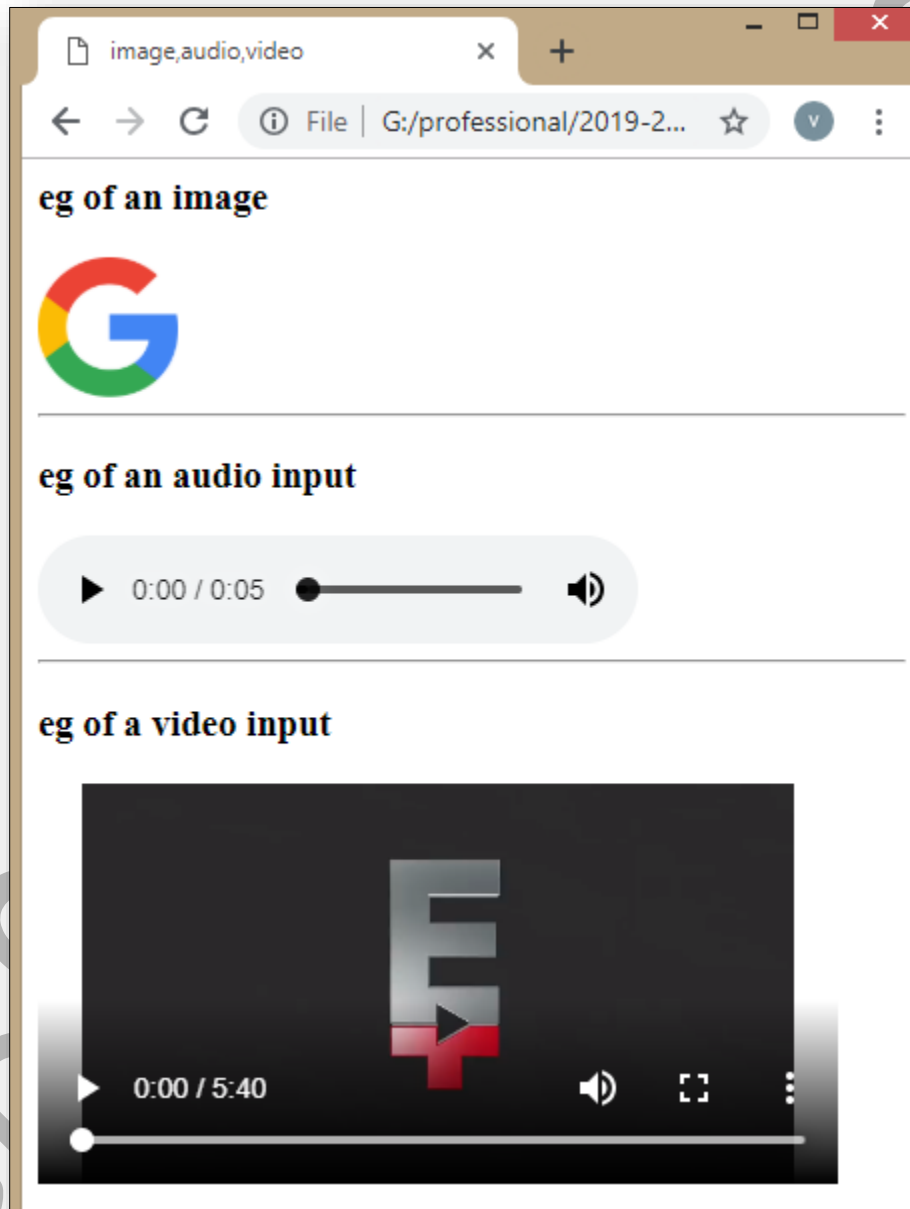 image,audio,video
File | G:/professional/2019-2...
V
eg of an image
G
eg of an audio input
0:00 / 0:05
eg of a video input
E
0:00 / 5:40